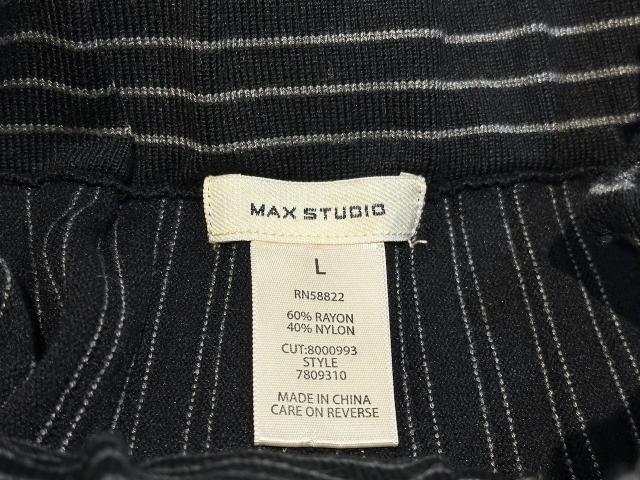 MAX STUDIO
L
RN58822
60% RAYON
40% NYLON
CUT:8000993
STYLE
7809310
MADE IN CHINA
CARE ON REVERSE